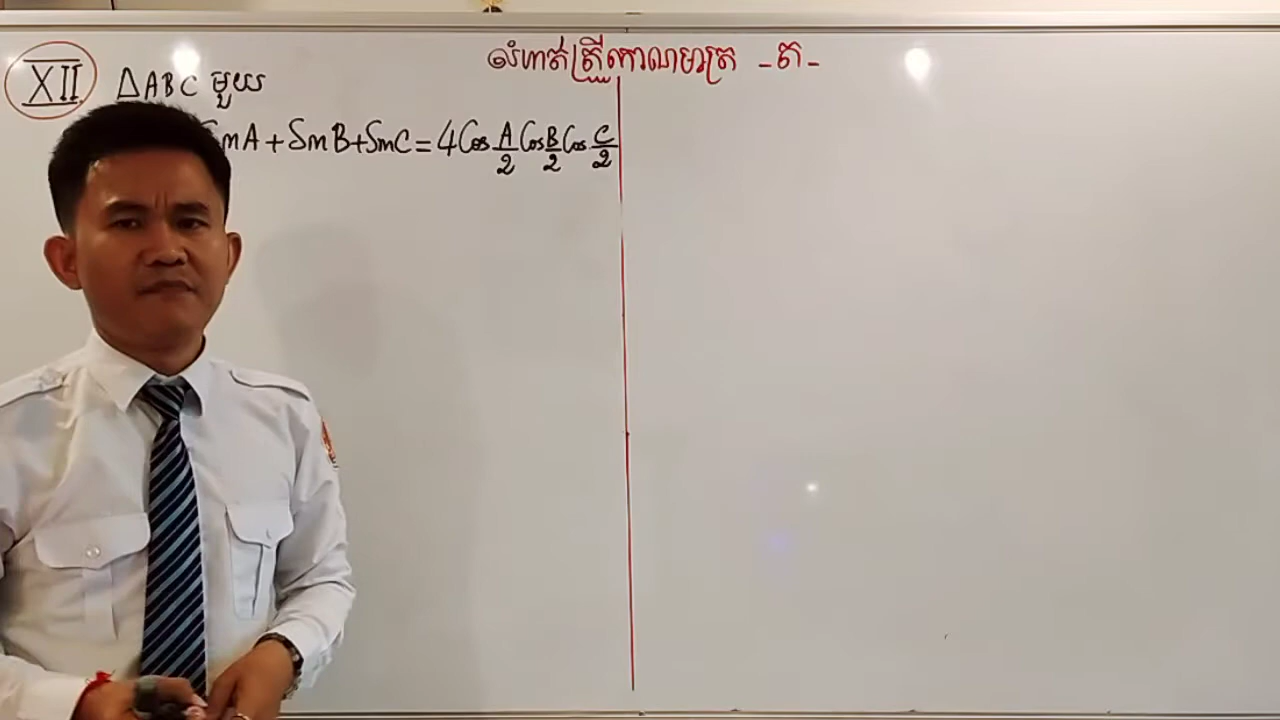 លំហាត់ត្រីកោណមាត្រ -ត-
XII ΔABC មួយ
SinA + SinB + SinC = 4Cos A/2 Cos B/2 Cos C/2